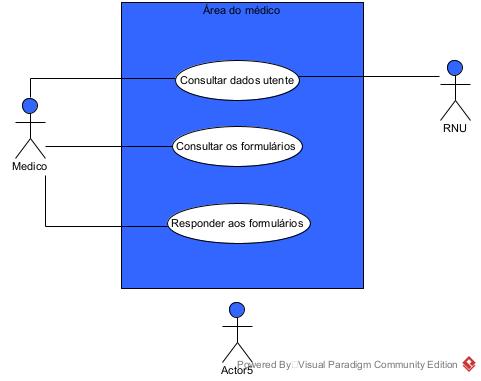 Área do médico
Consultar dados utente
RNU
Consultar os formulários
Medico
Responder aos formulários
Powered By Visual Paradigm Community Edition
Actor5